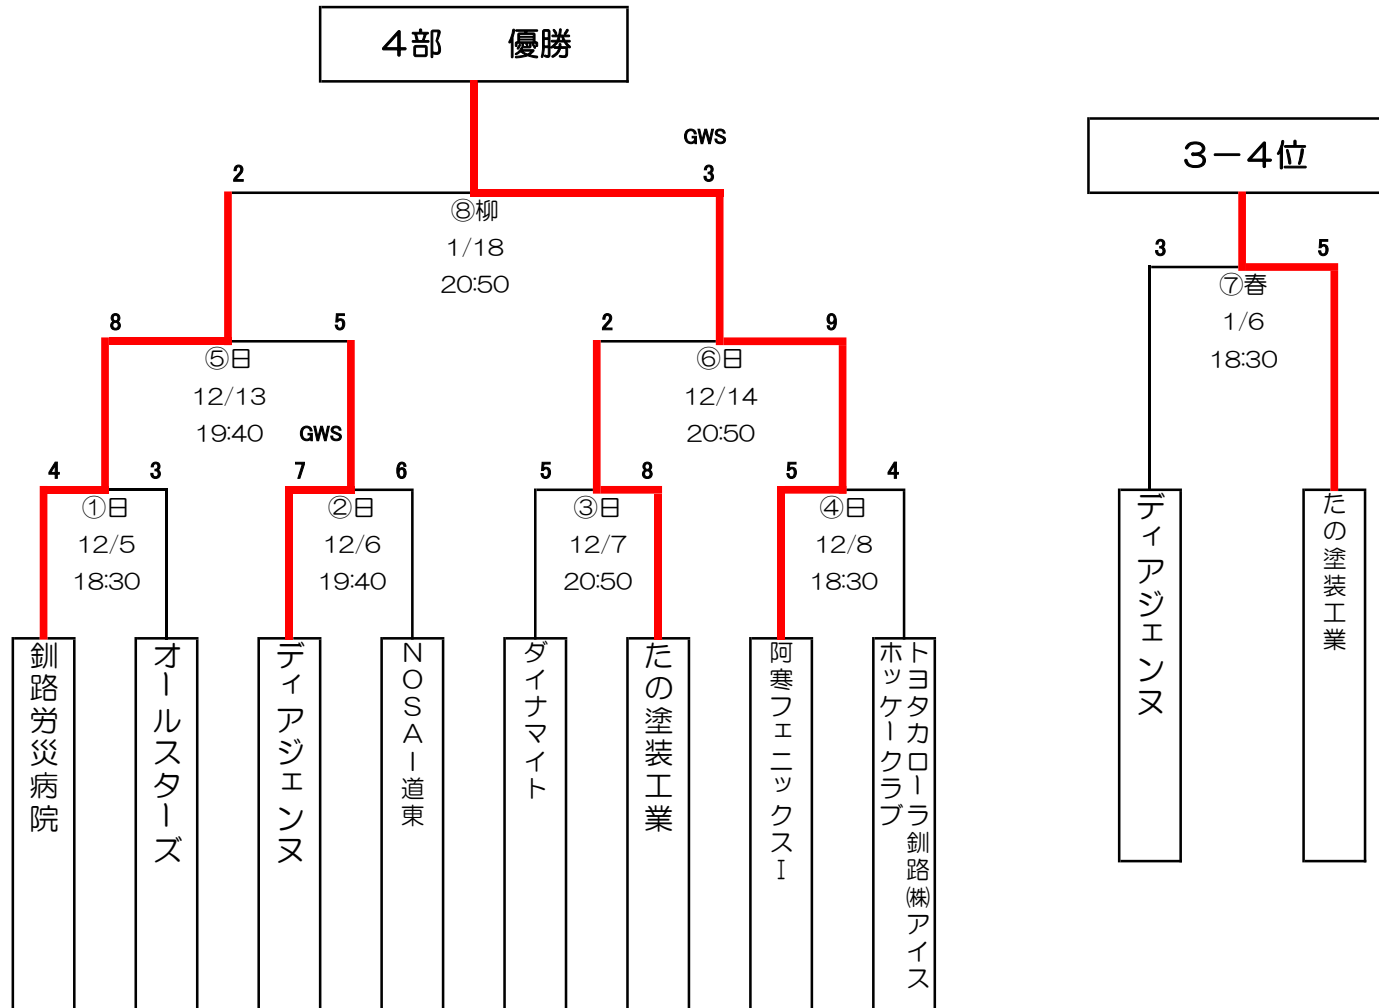 4部　優勝
GWS
2
3
⑧柳
1/18
20:50
8
5
2
9
⑤日
12/13
19:40
⑥日
12/14
20:50
GWS
4
3
7
6
5
8
5
4
①日
12/5
18:30
②日
12/6
19:40
③日
12/7
20:50
④日
12/8
18:30
釧路労災病院
オールスターズ
ディアジェンヌ
NOSAI道東
ダイナマイト
たの塗装工業
阿寒フェニックスI
トヨタカローラ釧路㈱アイス
ホッケークラブ
3－4位
3
5
⑦春
1/6
18:30
ディアジェンヌ
たの塗装工業